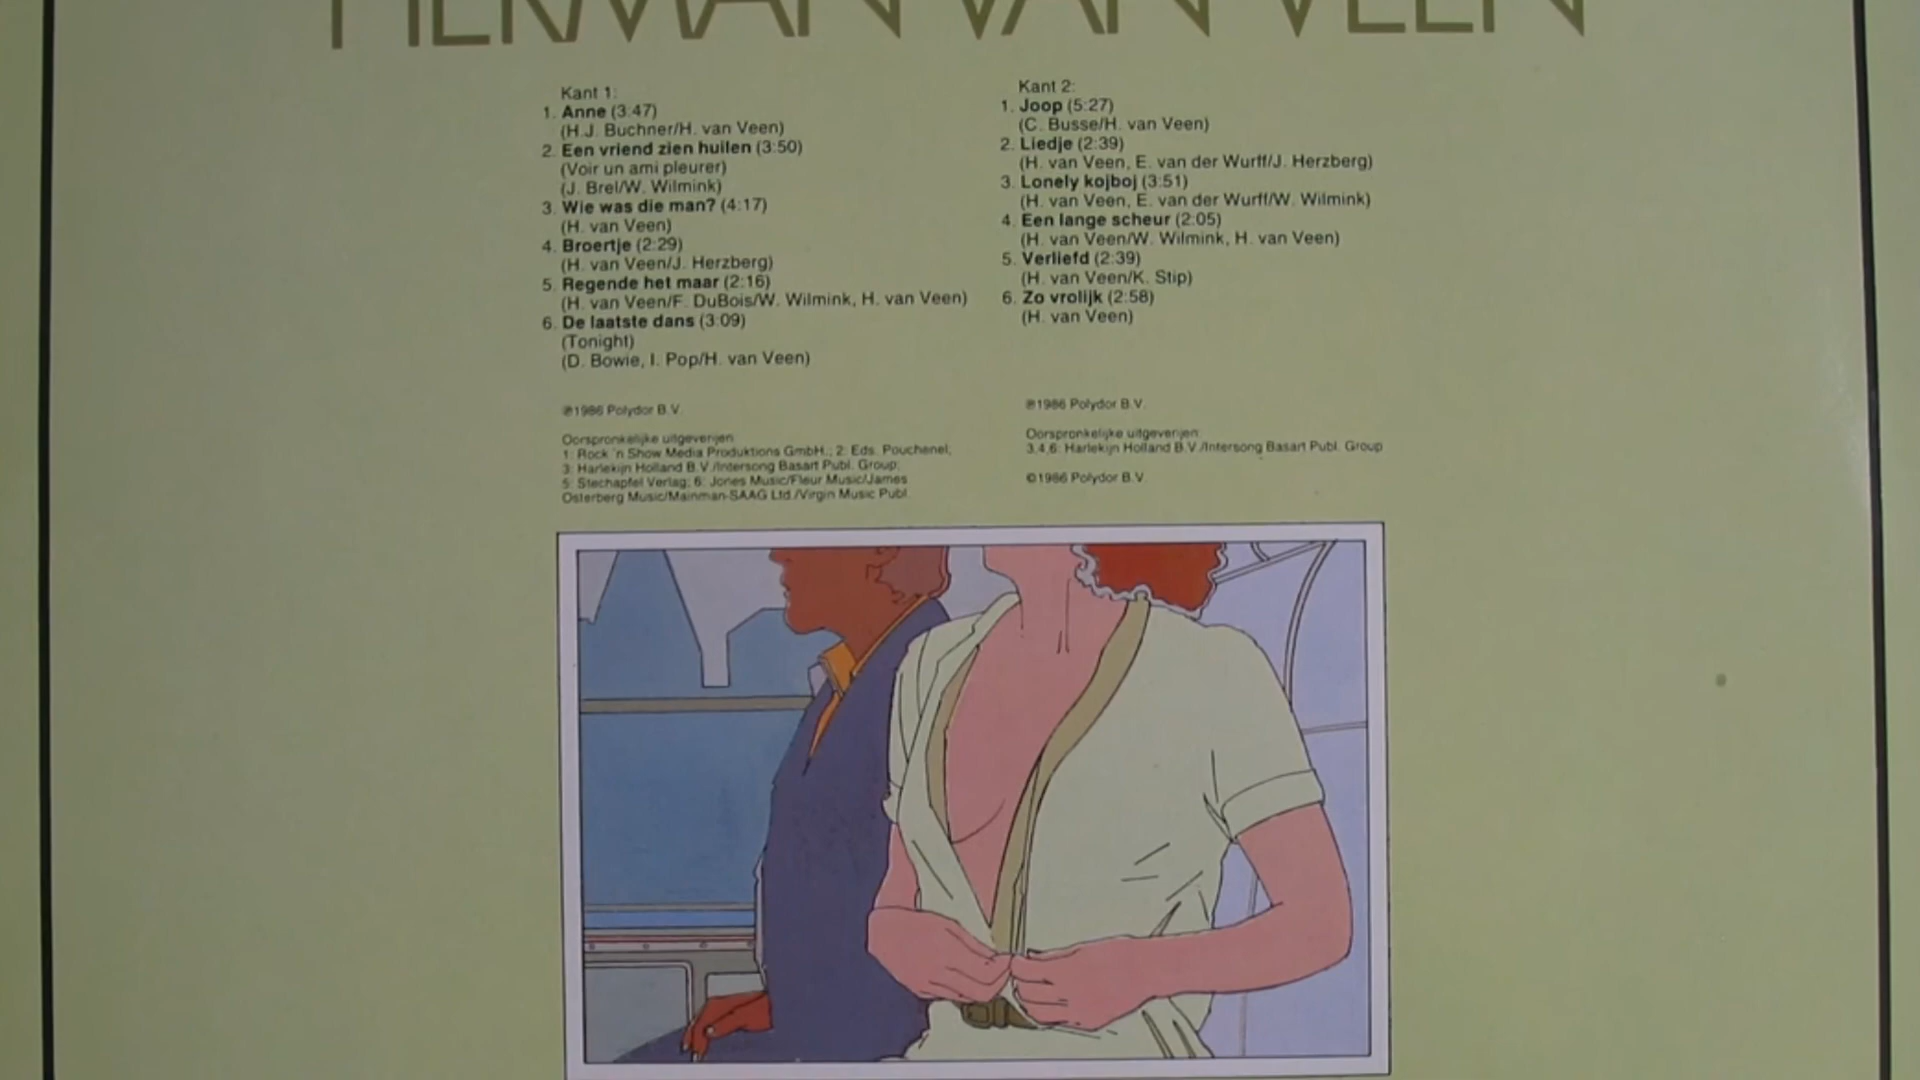 HERMAN VAN VEEN
Kant 1:
1. Anne (3:47)
(H.J. Buchner/H. van Veen)
2. Een vriend zien huilen (3:50)
(Voir un ami pleurer)
(J. Brel/W. Wilmink)
3. Wie was die man? (4:17)
(H. van Veen)
4. Broertje (2:29)
(H. van Veen/J. Herzberg)
5. Regende het maar (2:16)
(H. van Veen/F. DuBois/W. Wilmink, H. van Veen)
6. De laatste dans (3:09)
(Tonight)
(D. Bowie, I. Pop/H. van Veen)
℗1986 Polydor B.V.
Oorspronkelijke uitgeverijen
1: Rock 'n Show Media Produktions GmbH.; 2: Eds. Pouchenel;
3: Harlekijn Holland B.V./Intersong Basart Publ. Group;
5: Stechapfel Verlag; 6: Jones Music/Fleur Music/James
Osterberg Music/Mainman-SAAG Ltd./Virgin Music Publ.
Kant 2:
1. Joop (5:27)
(C. Busse/H. van Veen)
2. Liedje (2:39)
(H. van Veen, E. van der Wurff/J. Herzberg)
3. Lonely kojboj (3:51)
(H. van Veen, E. van der Wurff/W. Wilmink)
4. Een lange scheur (2:05)
(H. van Veen/W. Wilmink, H. van Veen)
5. Verliefd (2:39)
(H. van Veen/K. Stip)
6. Zo vrolijk (2:58)
(H. van Veen)
℗1986 Polydor B.V.
Oorspronkelijke uitgeverijen:
3,4,6: Harlekijn Holland B.V./Intersong Basart Publ. Group
©1986 Polydor B.V.